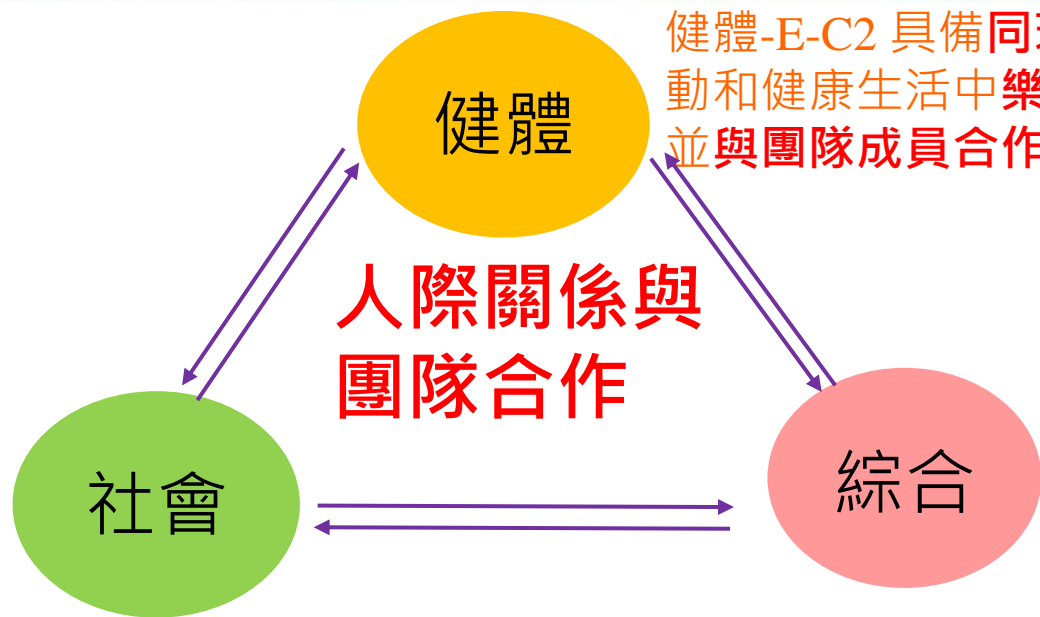 健體
健體-E-C2 具備同
動和健康生活中樂
並與團隊成員合作
人際關係與
團隊合作
社會
綜合